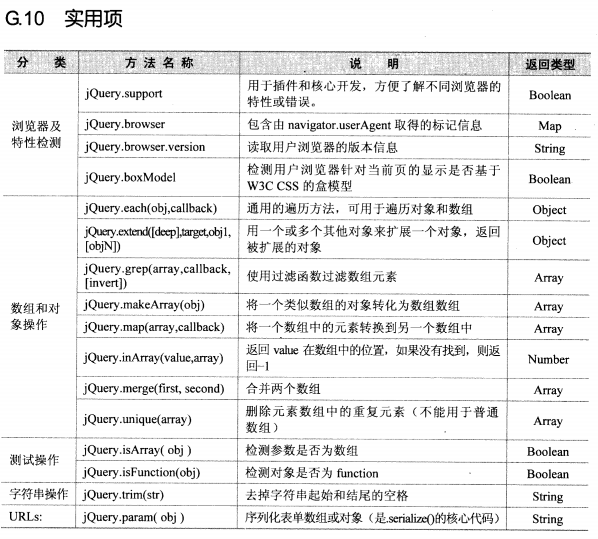 G.10 实用项
分 类 方法名称 说 明 返回类型
浏览器及
特性检测
jQuery.support 用于插件和核心开发，方便了解不同浏览器的
特性或错误。 Boolean
jQuery.browser 包含由 navigator.userAgent 取得的标记信息 Map
jQuery.browser.version 读取用户浏览器的版本信息 String
jQuery.boxModel 检测用户浏览器针对当前页的显示是否基于
W3C CSS 的盒模型 Boolean
数组和对
象操作
jQuery.each(obj,callback) 通用的遍历方法，可用于遍历对象和数组 Object
jQuery.extend([deep],target,obj1,
[objN]) 用一个或多个其他对象来扩展一个对象，返回
被扩展的对象 Object
jQuery.grep(array,callback,
[invert]) 使用过滤函数过滤数组元素 Array
jQuery.makeArray(obj) 将一个类似数组的对象转化为数组数组 Array
jQuery.map(array,callback) 将一个数组中的元素转换到另一个数组中 Array
jQuery.inArray(value,array) 返回 value 在数组中的位置，如果没有找到，则返
回-1 Number
jQuery.merge(first, second) 合并两个数组 Array
jQuery.unique(array) 删除元素数组中的重复元素（不能用于普通
数组） Array
测试操作
jQuery.isArray( obj ) 检测参数是否为数组 Boolean
jQuery.isFunction(obj) 检测对象是否为 function Boolean
字符串操作 jQuery.trim(str) 去掉字符串起始和结尾的空格 String
URLs: jQuery.param( obj ) 序列化表单数组或对象（是.serialize()的核心代码） String